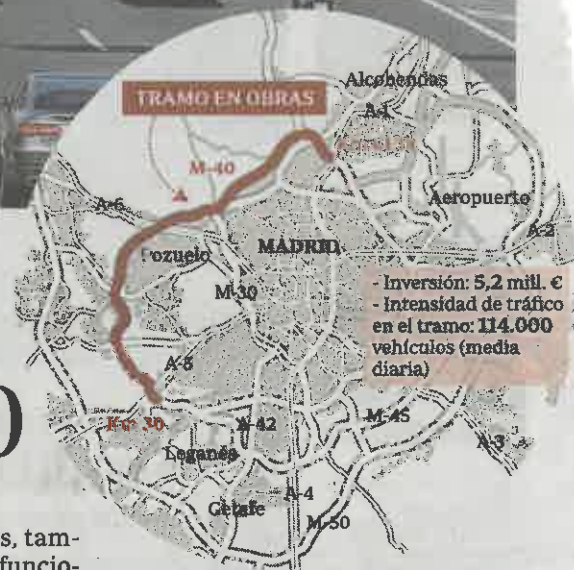 TRAMO EN OBRAS
Alcobendas
A-1
M-40
Aeropuerto
A-6
A-2
Pozuelo
MADRID
M-30
- Inversión: 5,2 mill. €
- Intensidad de tráfico
en el tramo: 114.000
vehículos (media
diaria)
A-5
M-45
A-42
A-3
Leganés
A-4
Getafe
M-50
s, tam-
funcio-